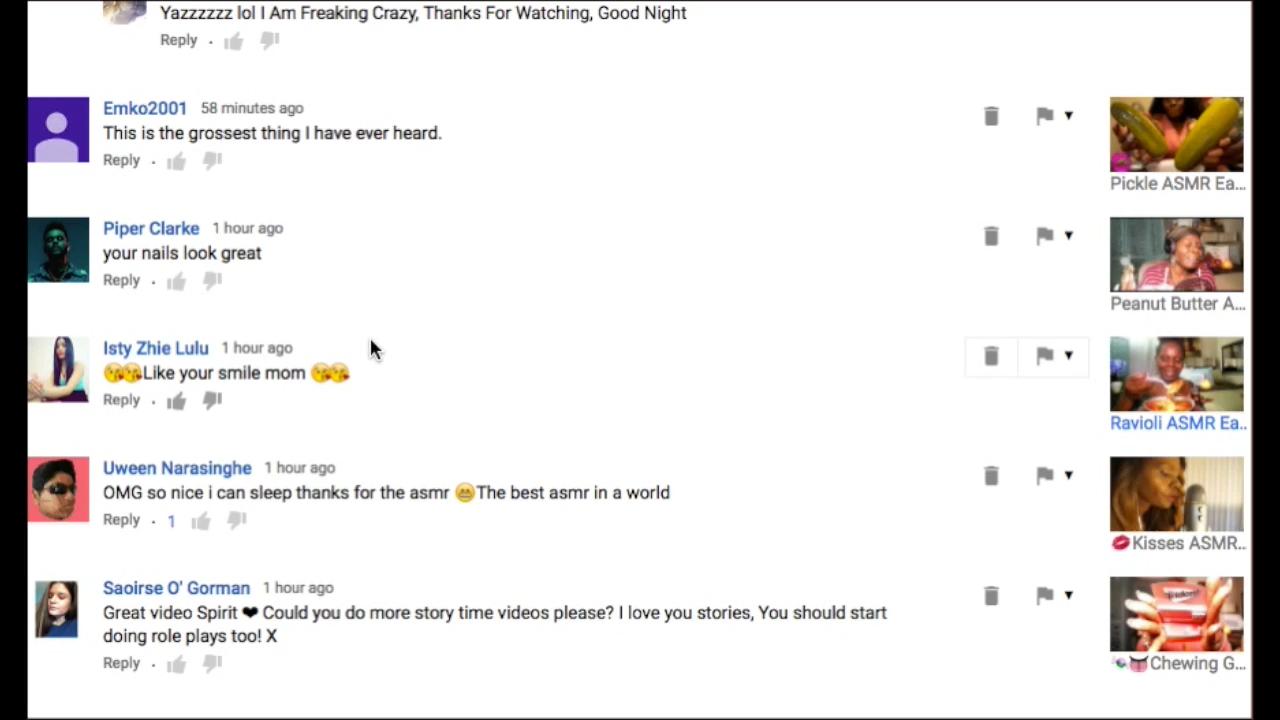 Yazzzzzz lol I Am Freaking Crazy, Thanks For Watching, Good Night
Reply
Emko2001 58 minutes ago
This is the grossest thing I have ever heard.
Reply
Pickle ASMR Ea...
Piper Clarke 1 hour ago
your nails look great
Reply
Peanut Butter A...
Isty Zhie Lulu 1 hour ago
😘😘Like your smile mom 😘😘
Reply
Ravioli ASMR Ea..
Uween Narasinghe 1 hour ago
OMG so nice i can sleep thanks for the asmr 😁The best asmr in a world
Reply · 1
💋Kisses ASMR..
Saoirse O' Gorman 1 hour ago
Great video Spirit ❤ Could you do more story time videos please? I love you stories, You should start
doing role plays too! X
Reply
Trident
🍬👅Chewing G...